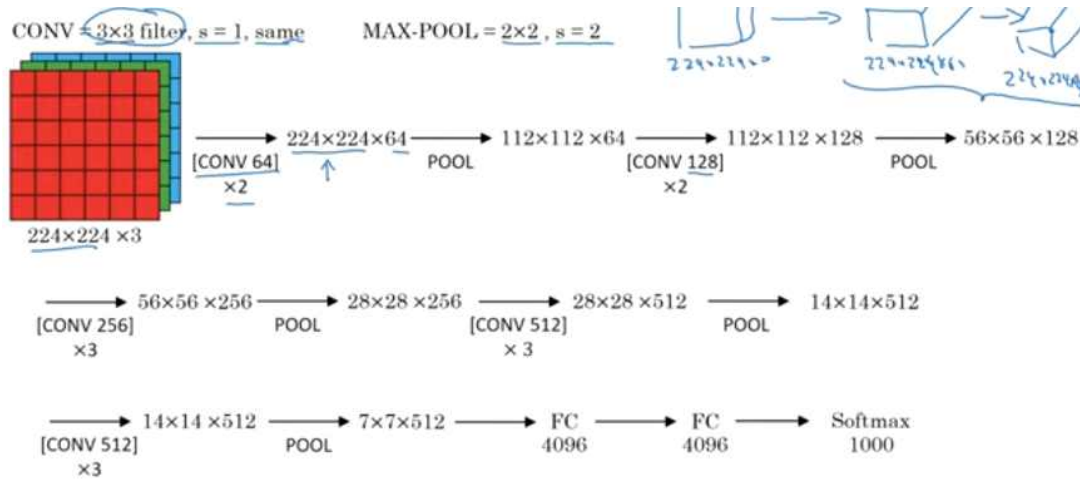 CONV = 3×3 filter, s = 1, same MAX-POOL = 2×2 , s = 2
224×224×64 112×112 ×64 112×112 ×128 56×56 ×128
[CONV 64] POOL [CONV 128] POOL
×2 ×2
224×224 ×3
56×56 ×256 28×28 ×256 28×28 ×512 14×14×512
[CONV 256] POOL [CONV 512] POOL
×3 × 3
14×14 ×512 7×7×512 FC FC Softmax
[CONV 512] POOL 4096 4096 1000
×3